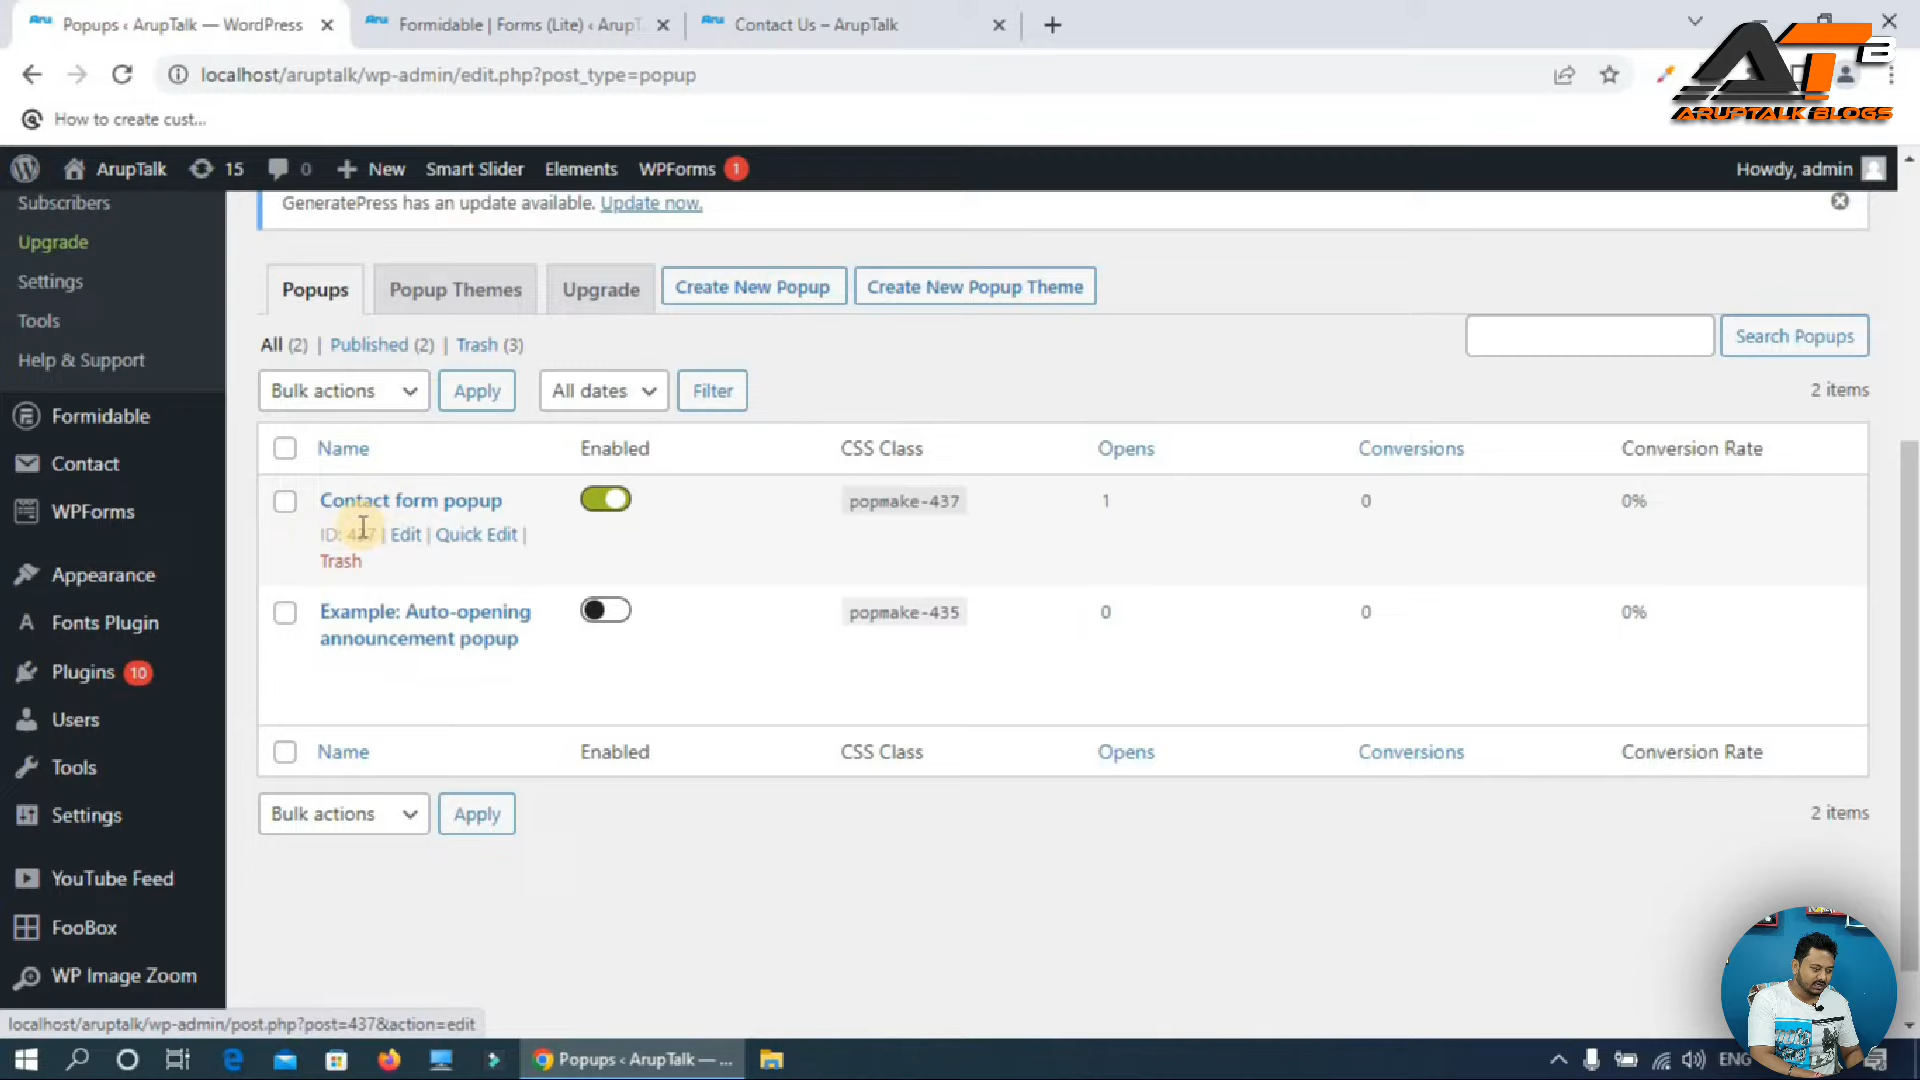 Popups ‹ ArupTalk — WordPress
Formidable | Forms (Lite) ‹ ArupT
Contact Us – ArupTalk
localhost/aruptalk/wp-admin/edit.php?post_type=popup
B
ARUPTALK BLOGS
How to create cust...
ArupTalk 15 0 New Smart Slider Elements WPForms 1 Howdy, admin
Subscribers
Upgrade
Settings
Tools
Help & Support
Formidable
Contact
WPForms
Appearance
Fonts Plugin
Plugins 10
Users
Tools
Settings
YouTube Feed
FooBox
WP Image Zoom
GeneratePress has an update available. Update now.
Popups Popup Themes Upgrade Create New Popup Create New Popup Theme
All (2) | Published (2) | Trash (3)
Search Popups
Bulk actions Apply All dates Filter 2 items
Name Enabled CSS Class Opens Conversions Conversion Rate
Contact form popup popmake-437 1 0 0%
ID: 437 | Edit | Quick Edit |
Trash
Example: Auto-opening popmake-435 0 0 0%
announcement popup
Name Enabled CSS Class Opens Conversions Conversion Rate
Bulk actions Apply 2 items
localhost/aruptalk/wp-admin/post.php?post=437&action=edit
Popups ‹ ArupTalk — ...
ENG